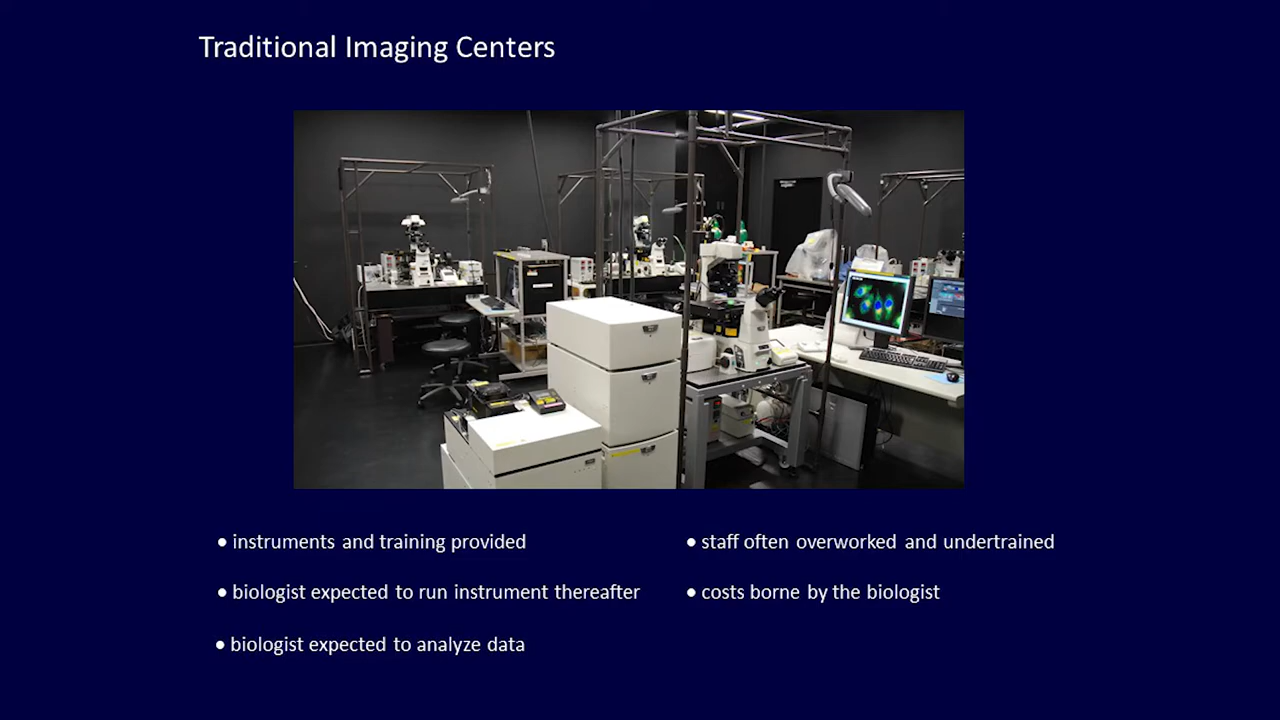 Traditional Imaging Centers
• instruments and training provided
• biologist expected to run instrument thereafter
• biologist expected to analyze data
• staff often overworked and undertrained
• costs borne by the biologist